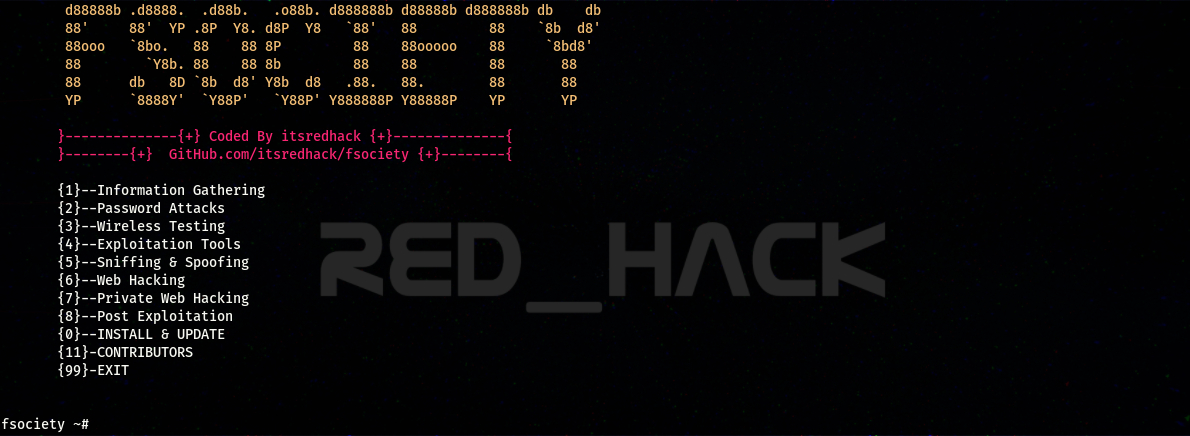 d88888b .d8888.  .d88b.   .o88b. d888888b d88888b d888888b db    db
88'     88'  YP .8P  Y8. d8P  Y8   `88'   88         88    `8b  d8'
88ooo   `8bo.   88    88 8P         88    88ooooo    88     `8bd8'
88        `Y8b. 88    88 8b         88    88         88       88
88      db   8D `8b  d8' Y8b  d8   .88.   88.        88       88
YP      `8888Y'  `Y88P'   `Y88P' Y888888P Y88888P    YP       YP
}--------------{+} Coded By itsredhack {+}--------------{
}--------{+}  GitHub.com/itsredhack/fsociety {+}--------{
{1}--Information Gathering
{2}--Password Attacks
{3}--Wireless Testing
{4}--Exploitation Tools
{5}--Sniffing & Spoofing
{6}--Web Hacking
{7}--Private Web Hacking
{8}--Post Exploitation
{0}--INSTALL & UPDATE
{11}-CONTRIBUTORS
{99}-EXIT
RED_HACK
fsociety ~#